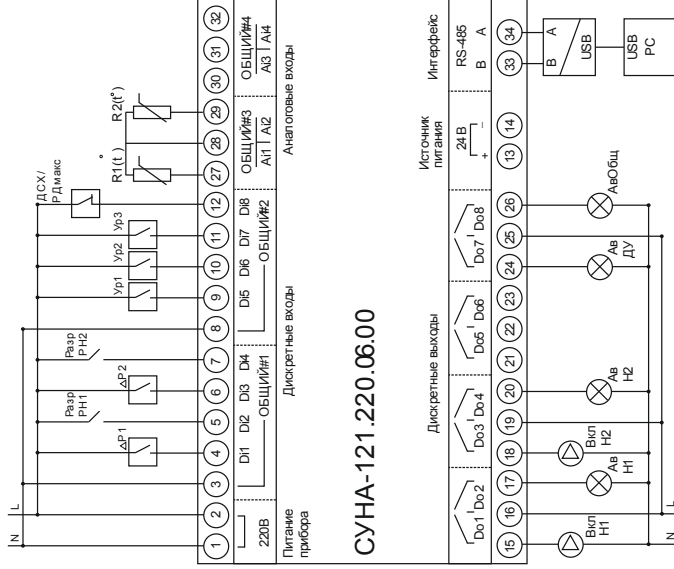 N L
ΔP1
Разр РН1
ΔP2
Разр РН2
Ур1 Ур2 Ур3
ДСХ/ РДмакс
R1(t°) R2(t°)
1 2 3 4 5 6 7 8 9 10 11 12 27 28 29 30 31 32
220В Di1 Di2 Di3 Di4 Di5 Di6 Di7 Di8 ОБЩИЙ#3 ОБЩИЙ#4
ОБЩИЙ#1 ОБЩИЙ#2 Ai1 Ai2 Ai3 Ai4
Питание прибора
Дискретные входы
Аналоговые входы
СУНА-121.220.06.00
Дискретные выходы
Источник питания
Интерфейс
Do1 Do2 Do3 Do4 Do5 Do6 Do7 Do8
24В
+ –
RS-485
B A
15 16 17 18 19 20 21 22 23 24 25 26 13 14 33 34
Вкл Н1
Ав Н1
Вкл Н2
Ав Н2
Ав ДУ
АвОбщ
B A
USB
USB PC
N L